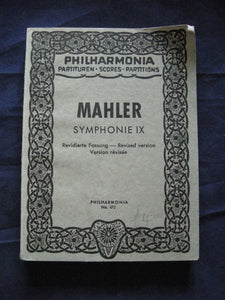 PHILHARMONIA
PARTITUREN · SCORES · PARTITIONS
MAHLER
SYMPHONIE IX
Revidierte Fassung — Revised version
Version révisée
PHILHARMONIA
No. 472